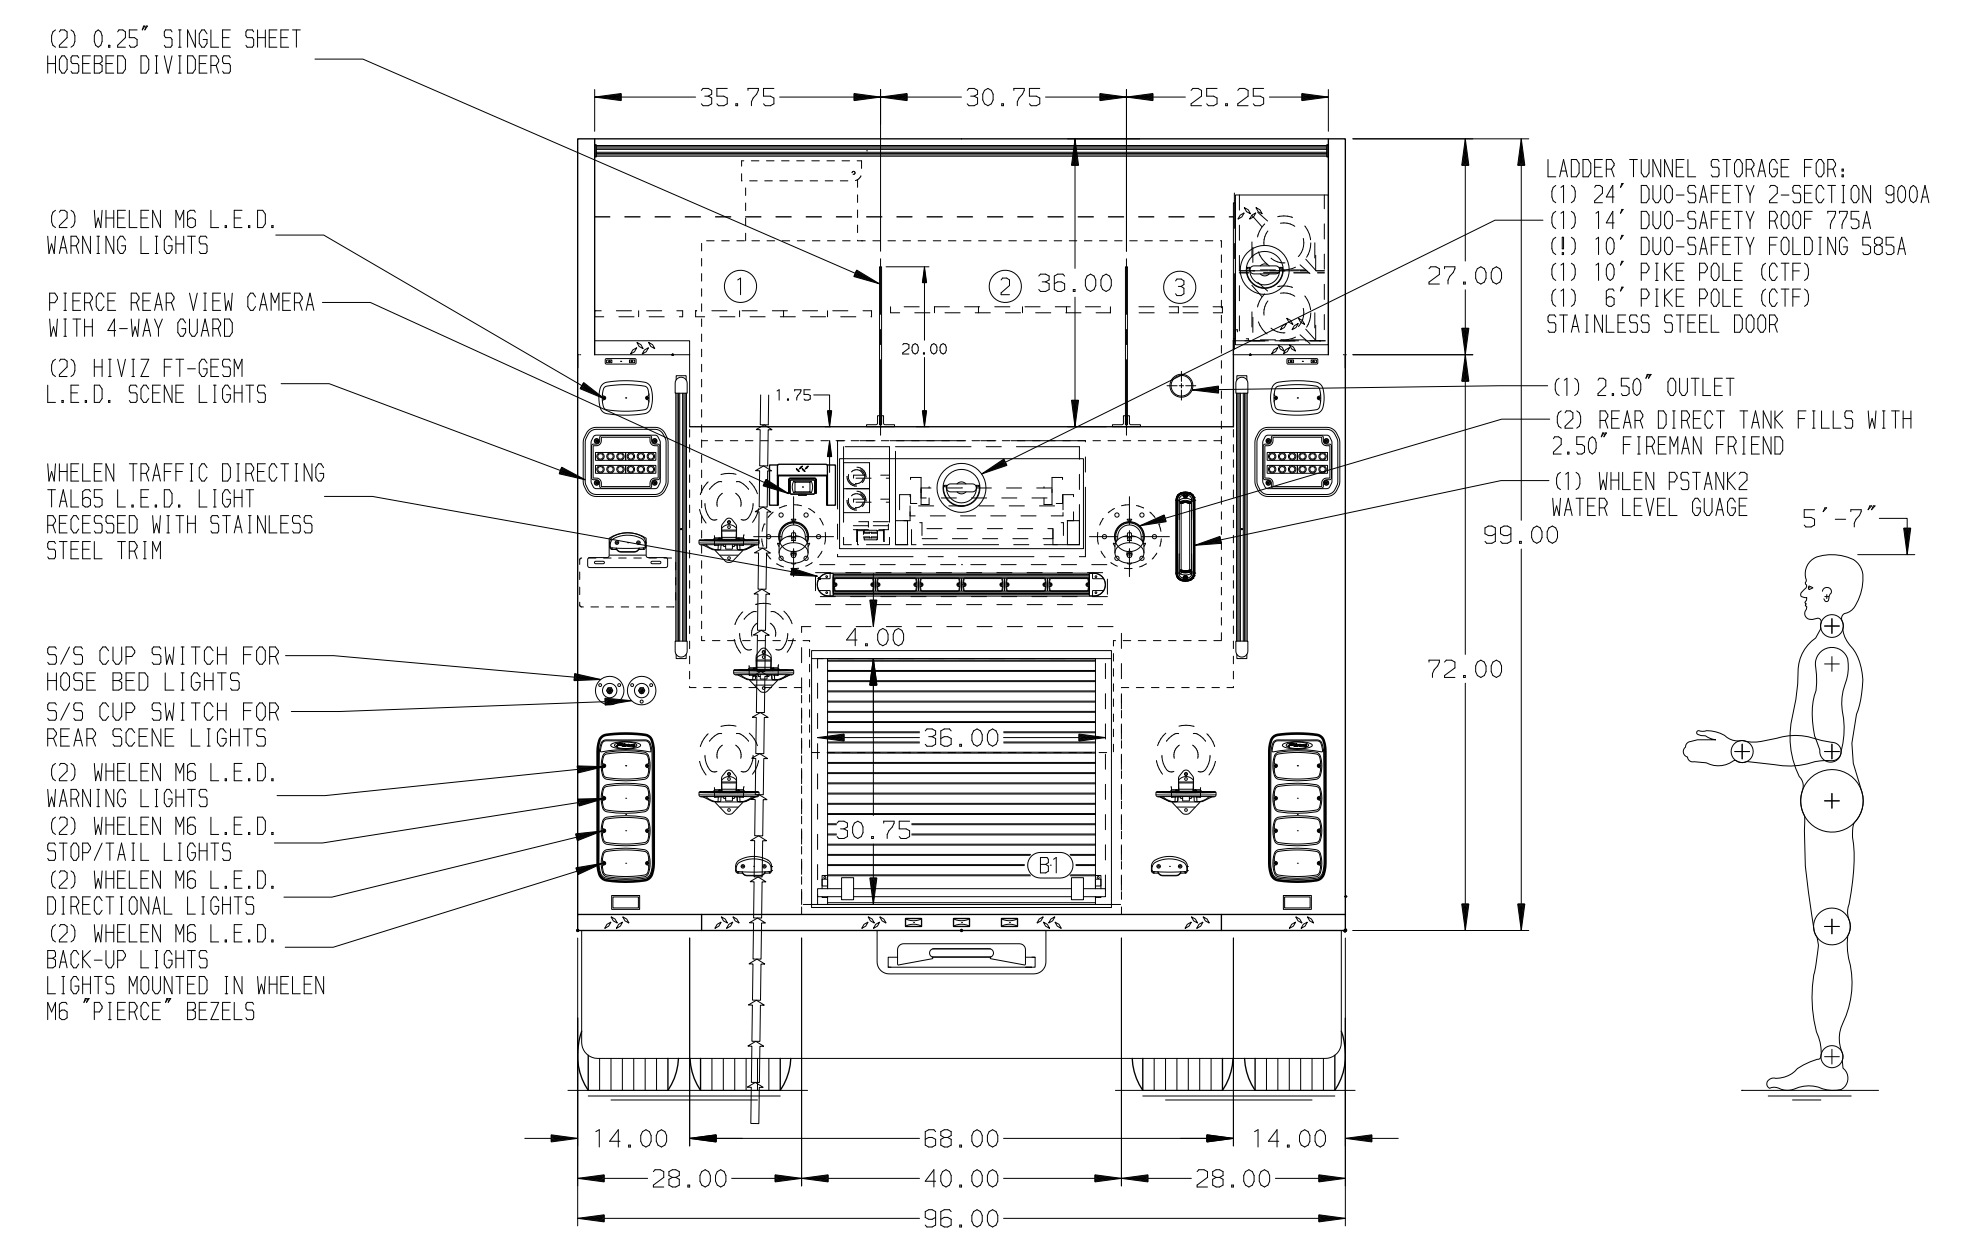 (2) 0.25" SINGLE SHEET
HOSEBED DIVIDERS
(2) WHELEN M6 L.E.D.
WARNING LIGHTS
PIERCE REAR VIEW CAMERA
WITH 4-WAY GUARD
(2) HIVIZ FT-GESM
L.E.D. SCENE LIGHTS
WHELEN TRAFFIC DIRECTING
TAL65 L.E.D. LIGHT
RECESSED WITH STAINLESS
STEEL TRIM
S/S CUP SWITCH FOR
HOSE BED LIGHTS
S/S CUP SWITCH FOR
REAR SCENE LIGHTS
(2) WHELEN M6 L.E.D.
WARNING LIGHTS
(2) WHELEN M6 L.E.D.
STOP/TAIL LIGHTS
(2) WHELEN M6 L.E.D.
DIRECTIONAL LIGHTS
(2) WHELEN M6 L.E.D.
BACK-UP LIGHTS
LIGHTS MOUNTED IN WHELEN
M6 "PIERCE" BEZELS
35.75 30.75 25.25
1 2 3
36.00
20.00
1.75
4.00
36.00
30.75
B1
27.00
72.00
99.00
14.00 68.00 14.00
28.00 40.00 28.00
96.00
LADDER TUNNEL STORAGE FOR:
(1) 24' DUO-SAFETY 2-SECTION 900A
(1) 14' DUO-SAFETY ROOF 775A
(!) 10' DUO-SAFETY FOLDING 585A
(1) 10' PIKE POLE (CTF)
(1) 6' PIKE POLE (CTF)
STAINLESS STEEL DOOR
(1) 2.50" OUTLET
(2) REAR DIRECT TANK FILLS WITH
2.50" FIREMAN FRIEND
(1) WHLEN PSTANK2
WATER LEVEL GUAGE
5'-7"